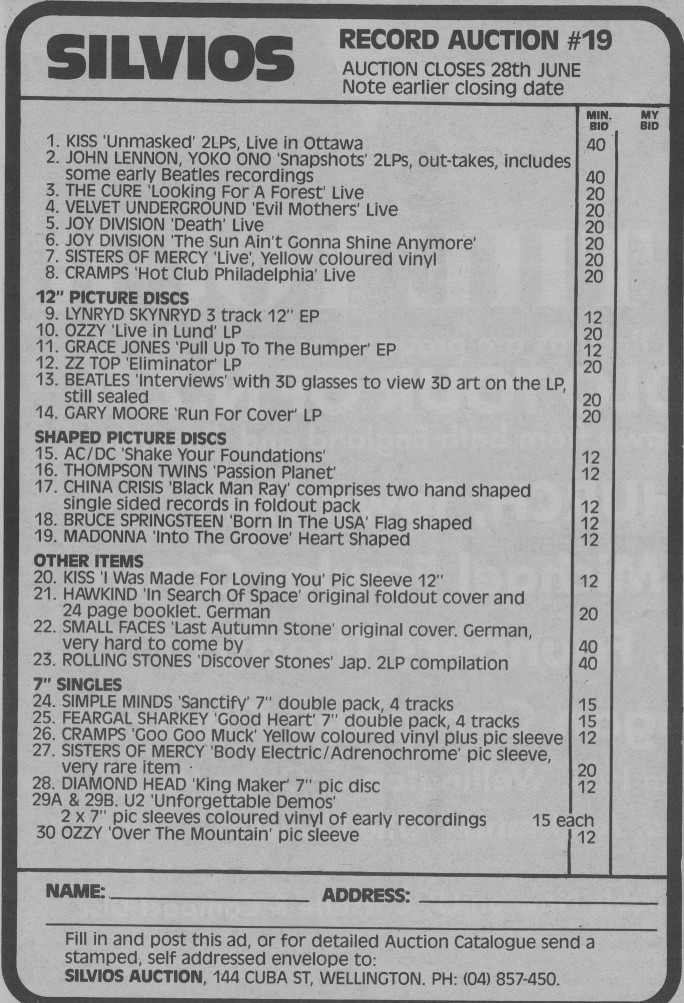 SILVIOS
RECORD AUCTION #19
AUCTION CLOSES 28th JUNE
Note earlier closing date
MIN. BID
MY BID
1. KISS 'Unmasked' 2LPs, Live in Ottawa 40
2. JOHN LENNON, YOKO ONO 'Snapshots' 2LPs, out-takes, includes
some early Beatles recordings 40
3. THE CURE 'Looking For A Forest' Live 20
4. VELVET UNDERGROUND 'Evil Mothers' Live 20
5. JOY DIVISION 'Death' Live 20
6. JOY DIVISION 'The Sun Ain't Gonna Shine Anymore' 20
7. SISTERS OF MERCY 'Live', Yellow coloured vinyl 20
8. CRAMPS 'Hot Club Philadelphia' Live 20
12" PICTURE DISCS
9. LYNRYD SKYNRYD 3 track 12" EP 12
10. OZZY 'Live in Lund' LP 20
11. GRACE JONES 'Pull Up To The Bumper' EP 12
12. ZZ TOP 'Eliminator' LP 20
13. BEATLES 'Interviews' with 3D glasses to view 3D art on the LP,
still sealed 20
14. GARY MOORE 'Run For Cover' LP 20
SHAPED PICTURE DISCS
15. AC/DC 'Shake Your Foundations' 12
16. THOMPSON TWINS 'Passion Planet' 12
17. CHINA CRISIS 'Black Man Ray' comprises two hand shaped
single sided records in foldout pack 12
18. BRUCE SPRINGSTEEN 'Born In The USA' Flag shaped 12
19. MADONNA 'Into The Groove' Heart Shaped 12
OTHER ITEMS
20. KISS 'I Was Made For Loving You' Pic Sleeve 12" 12
21. HAWKIND 'In Search Of Space' original foldout cover and
24 page booklet. German 20
22. SMALL FACES 'Last Autumn Stone' original cover. German,
very hard to come by 40
23. ROLLING STONES 'Discover Stones' Jap. 2LP compilation 40
7" SINGLES
24. SIMPLE MINDS 'Sanctify' 7" double pack, 4 tracks 15
25. FEARGAL SHARKEY 'Good Heart' 7" double pack, 4 tracks 15
26. CRAMPS 'Goo Goo Muck' Yellow coloured vinyl plus pic sleeve 12
27. SISTERS OF MERCY 'Body Electric/Adrenochrome' pic sleeve,
very rare item 20
28. DIAMOND HEAD 'King Maker' 7" pic disc 12
29A & 29B. U2 'Unforgettable Demos'
2 x 7" pic sleeves coloured vinyl of early recordings 15 each
30 OZZY 'Over The Mountain' pic sleeve 12
NAME: ADDRESS:
Fill in and post this ad, or for detailed Auction Catalogue send a
stamped, self addressed envelope to:
SILVIOS AUCTION, 144 CUBA ST, WELLINGTON. PH: (04) 857-450.